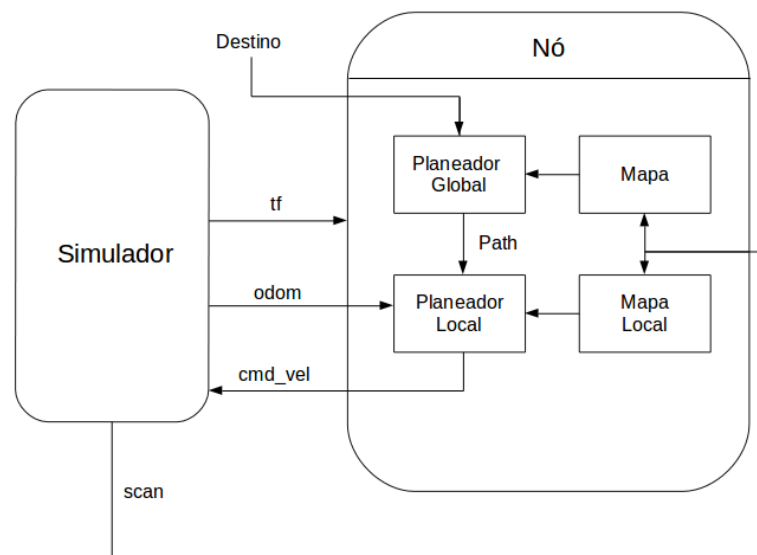 Destino
Nó
Planeador
Global
Mapa
tf
Path
Simulador
odom
Planeador
Local
Mapa
Local
cmd_vel
scan